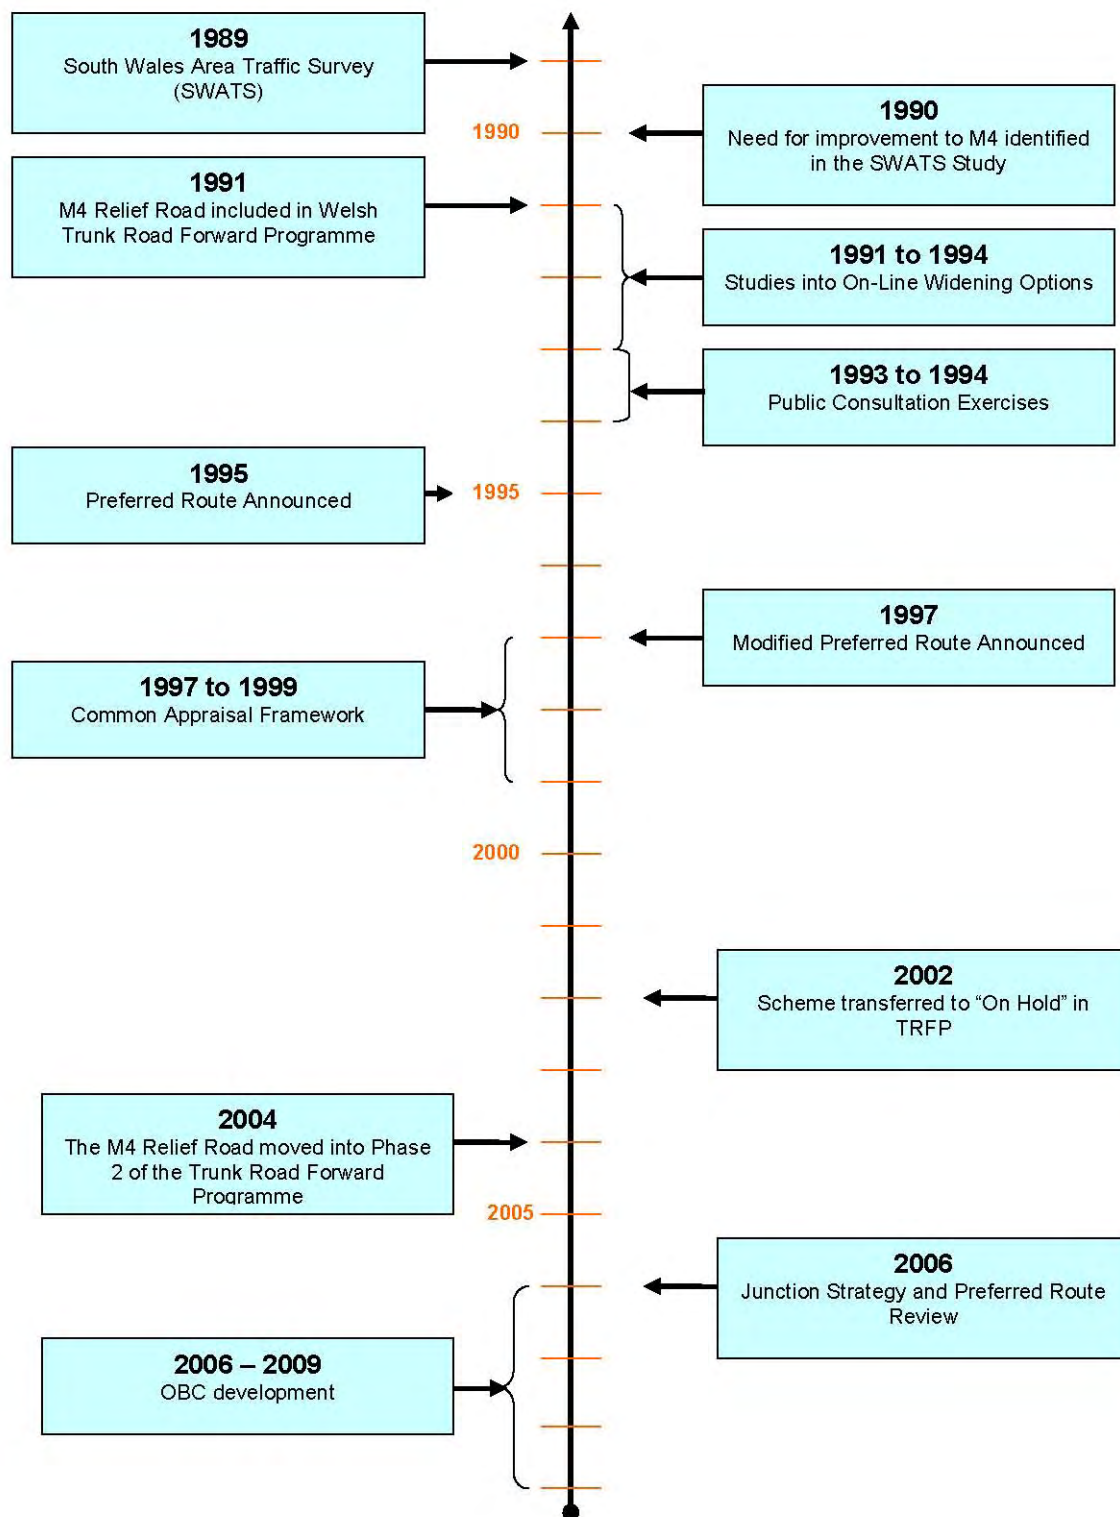 1989
South Wales Area Traffic Survey
(SWATS)
1990
1990
Need for improvement to M4 identified
in the SWATS Study
1991
M4 Relief Road included in Welsh
Trunk Road Forward Programme
1991 to 1994
Studies into On-Line Widening Options
1993 to 1994
Public Consultation Exercises
1995
Preferred Route Announced
1995
1997
Modified Preferred Route Announced
1997 to 1999
Common Appraisal Framework
2000
2002
Scheme transferred to “On Hold” in
TRFP
2004
The M4 Relief Road moved into Phase
2 of the Trunk Road Forward
Programme
2005
2006
Junction Strategy and Preferred Route
Review
2006 – 2009
OBC development